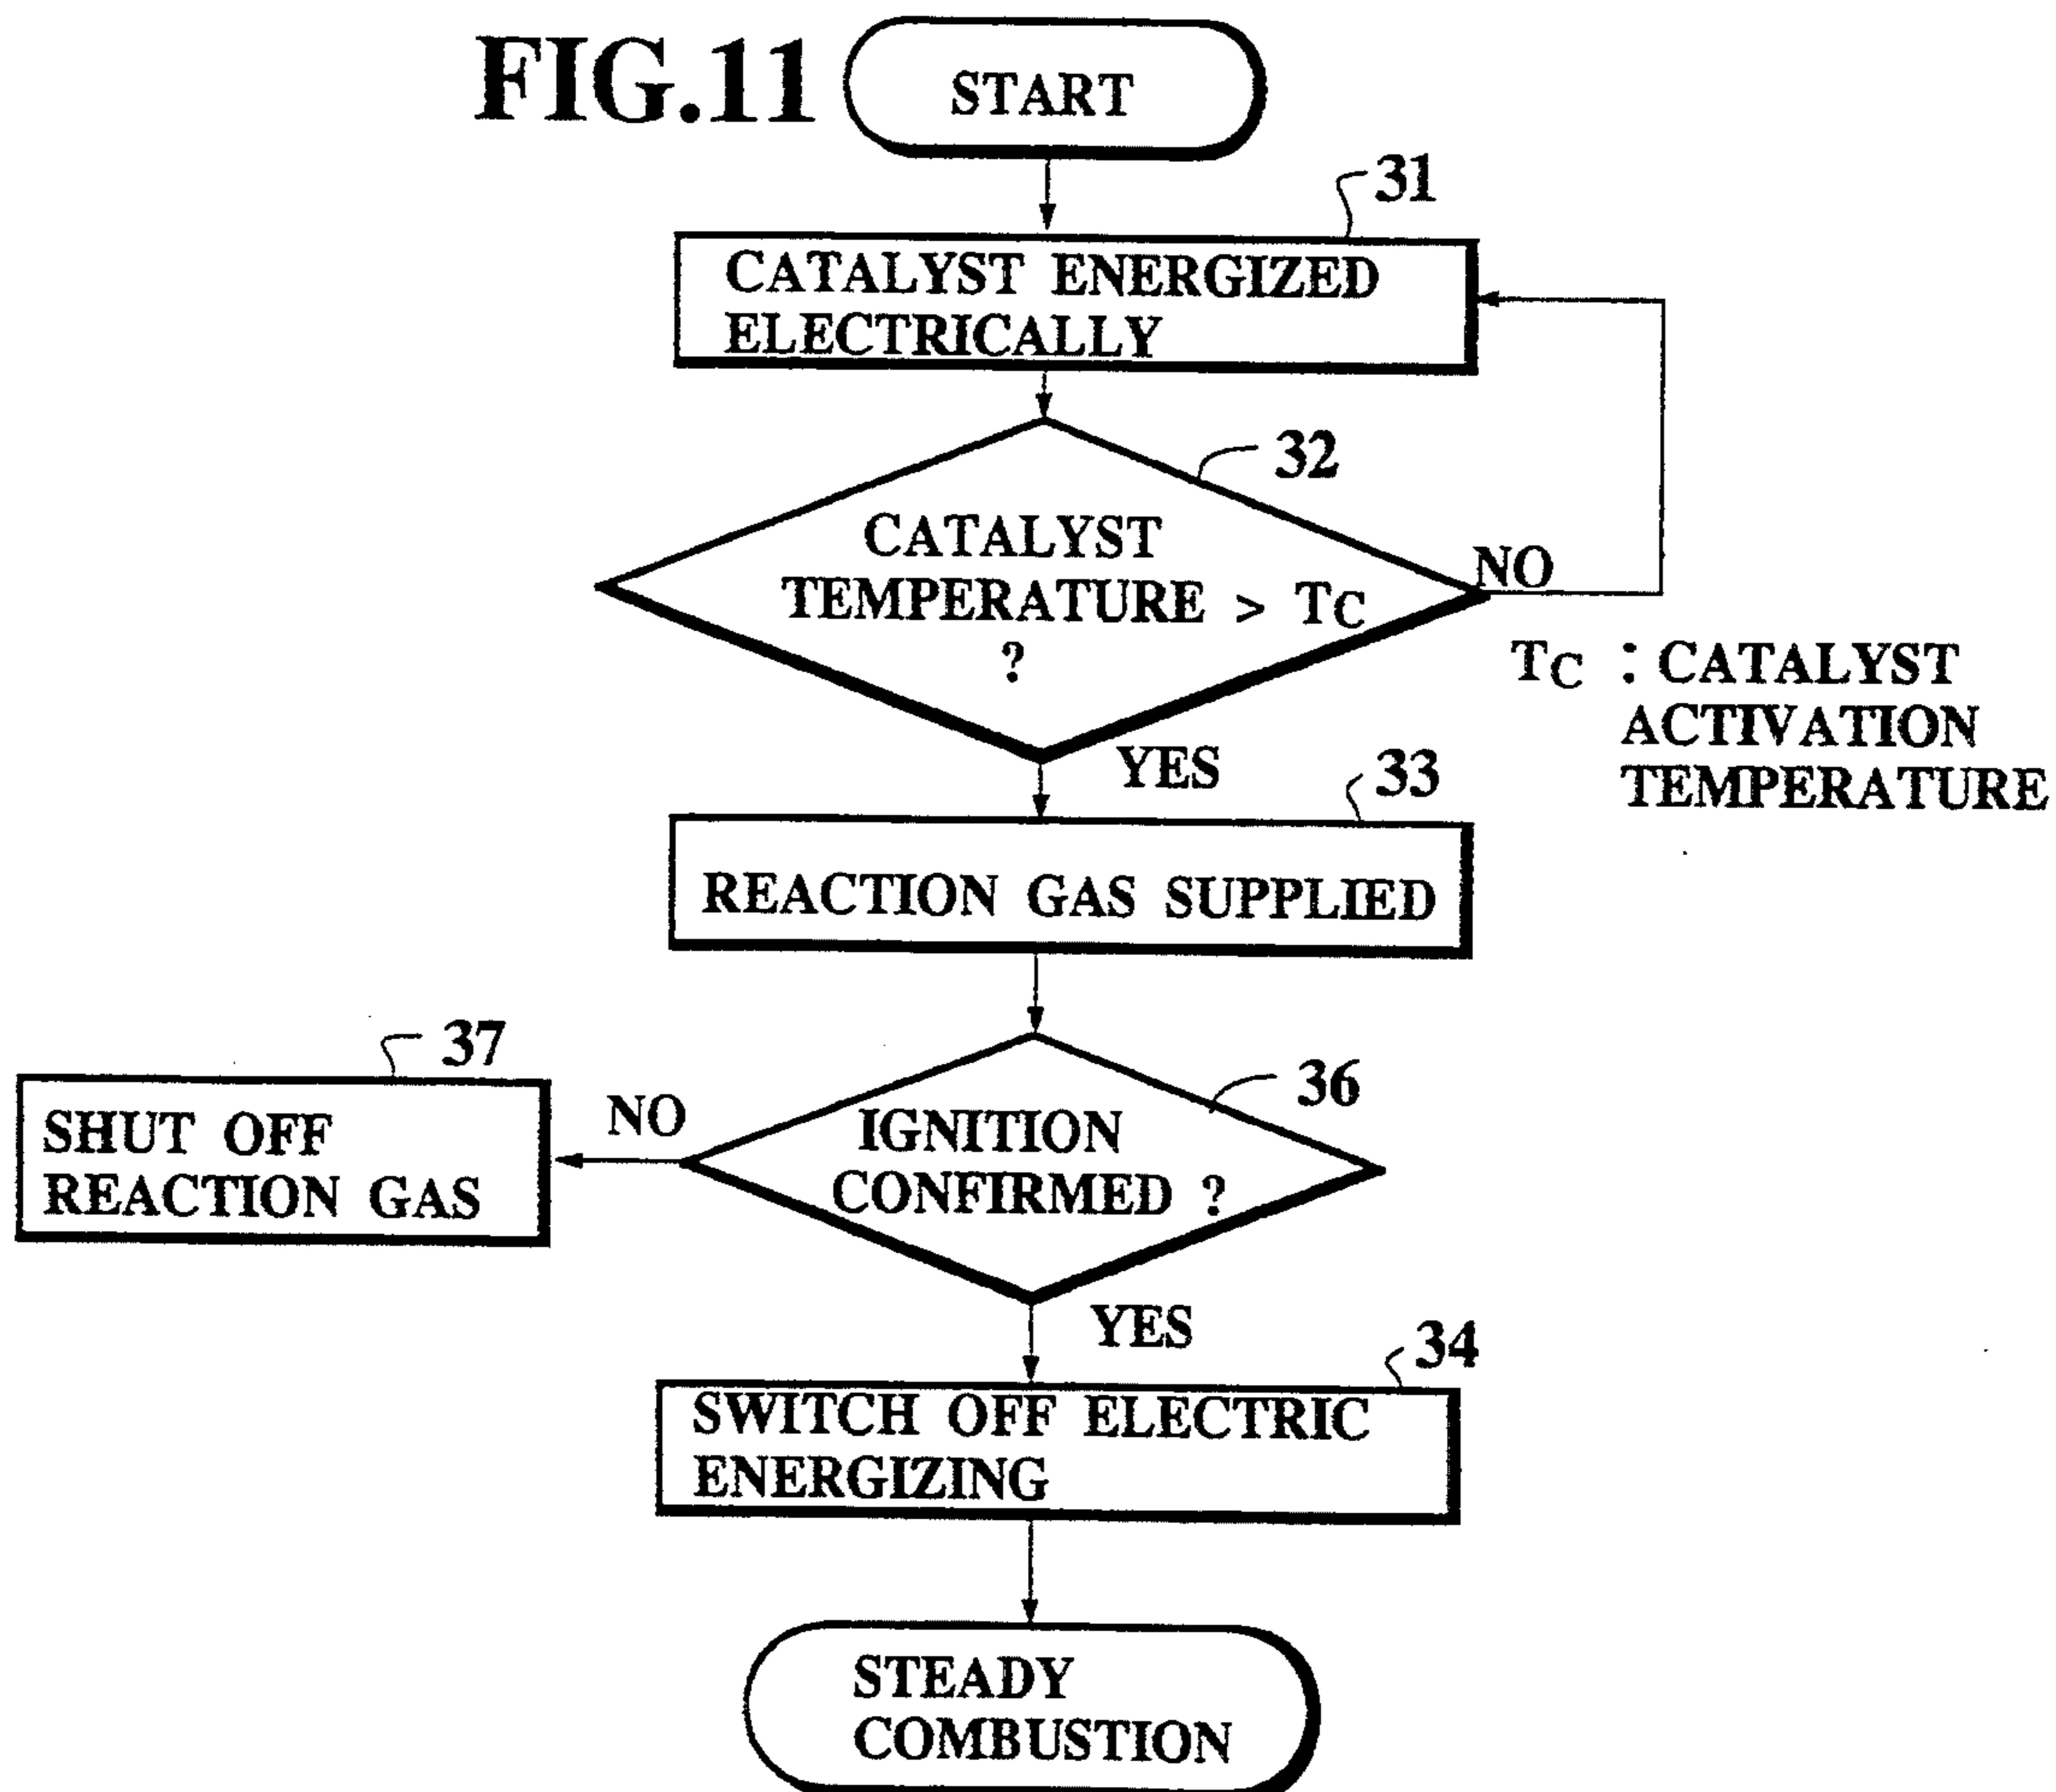 FIG.11
START
31
CATALYST ENERGIZED
ELECTRICALLY
32
CATALYST
TEMPERATURE > TC
?
NO
TC : CATALYST
ACTIVATION
TEMPERATURE
YES
33
REACTION GAS SUPPLIED
37
SHUT OFF
REACTION GAS
NO
36
IGNITION
CONFIRMED ?
YES
34
SWITCH OFF ELECTRIC
ENERGIZING
STEADY
COMBUSTION